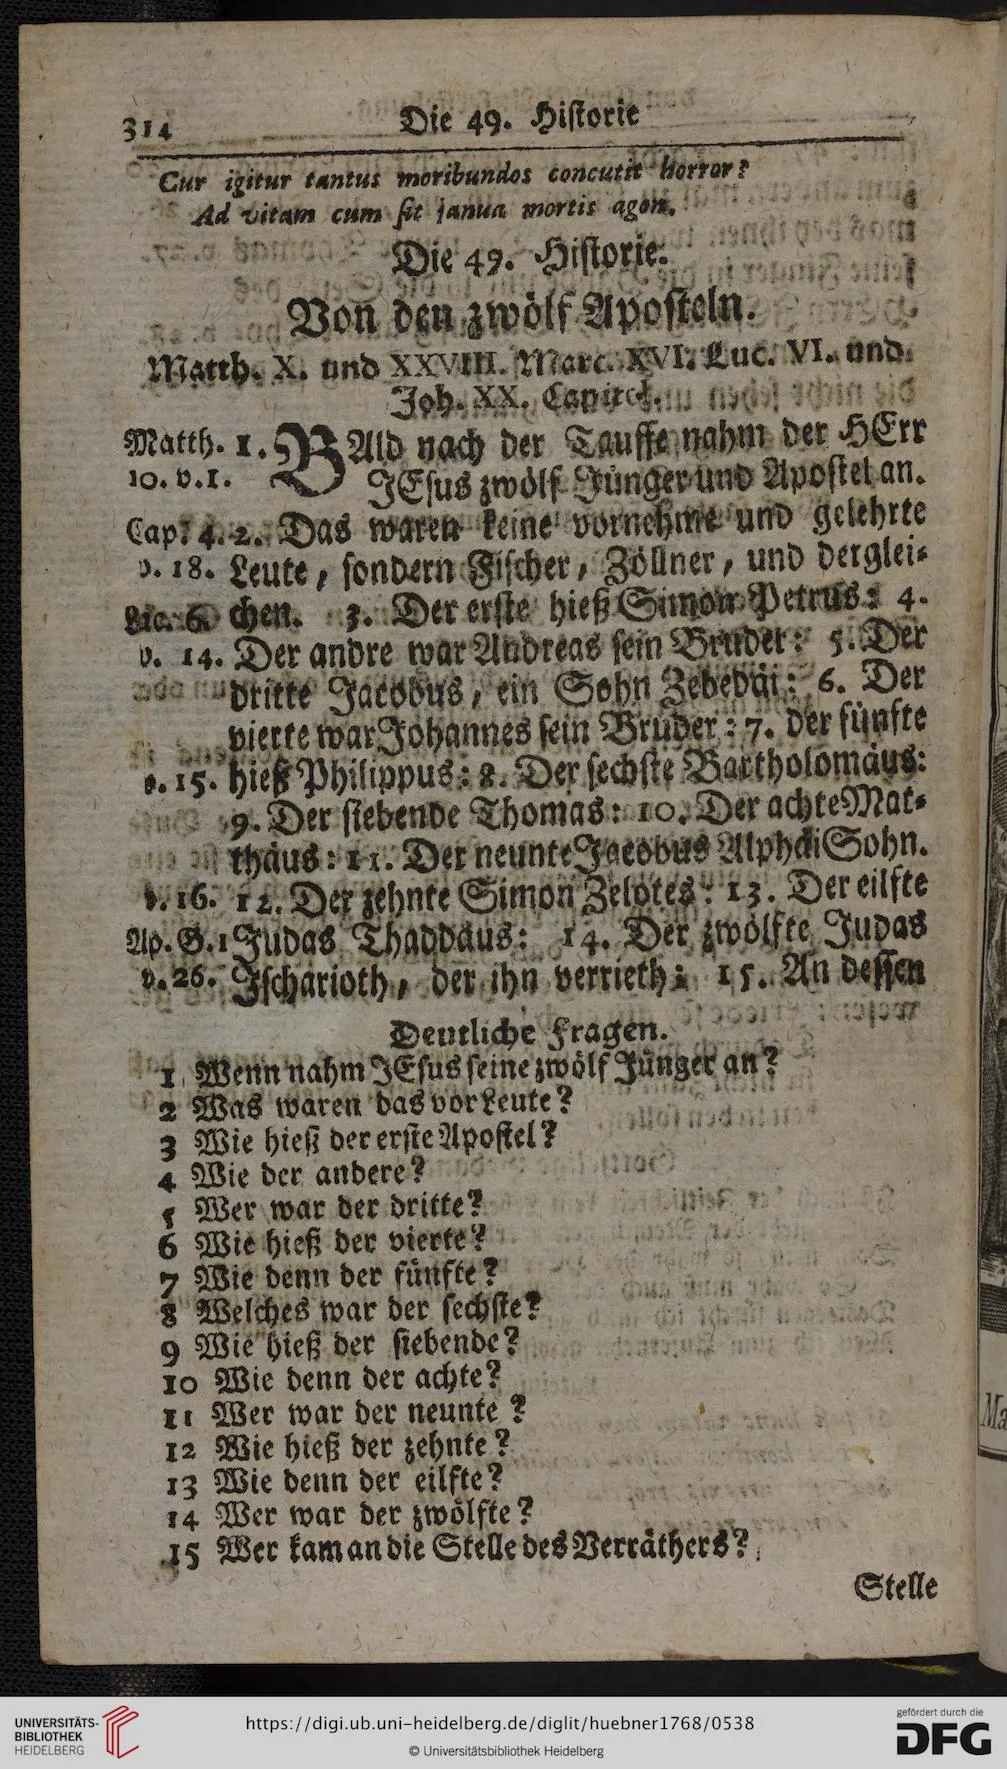 314 Die 49. Historie
Cur igitur tantus moribundos concutit horror?
Ad vitam cum sit janua mortis agon.
Die 49. Historie.
Von den zwölf Aposteln.
Matth. X. und XXVIII. Marc. XVI. Luc. VI. und
Joh. XX. Capitel.
Matth. 1. BAld nach der Tauffe nahm der HErr
10. v. 1. JEsus zwölf Jünger und Apostel an.
Cap. 4. 2. Das waren keine vornehme und gelehrte
v. 18. Leute, sondern Fischer, Zöllner, und derglei-
Luc. 6. chen. 3. Der erste hieß Simon Petrus: 4.
v. 14. Der andre war Andreas sein Bruder: 5. Der
dritte Jacobus, ein Sohn Zebedäi: 6. Der
vierte war Johannes sein Bruder: 7. der fünfte
v. 15. hieß Philippus: 8. Der sechste Bartholomäus:
9. Der siebende Thomas: 10. Der achte Mat-
thäus: 11. Der neunte Jacobus Alphäi Sohn.
v. 16. 12. Der zehnte Simon Zelotes: 13. Der eilfte
Ap. G. 1 Judas Thaddäus: 14. Der zwölfte Judas
v. 26. Ischarioth, der ihn verrieth: 15. An dessen
Deutliche Fragen.
1 Wenn nahm JEsus seine zwölf Jünger an?
2 Was waren das vor Leute?
3 Wie hieß der erste Apostel?
4 Wie der andere?
5 Wer war der dritte?
6 Wie hieß der vierte?
7 Wie denn der fünfte?
8 Welches war der sechste?
9 Wie hieß der siebende?
10 Wie denn der achte?
11 Wer war der neunte?
12 Wie hieß der zehnte?
13 Wie denn der eilfte?
14 Wer war der zwölfte?
15 Wer kam an die Stelle des Verräthers?
Stelle
Ma
UNIVERSITÄTS-
BIBLIOTHEK
HEIDELBERG
https://digi.ub.uni-heidelberg.de/diglit/huebner1768/0538
© Universitätsbibliothek Heidelberg
gefördert durch die
DFG